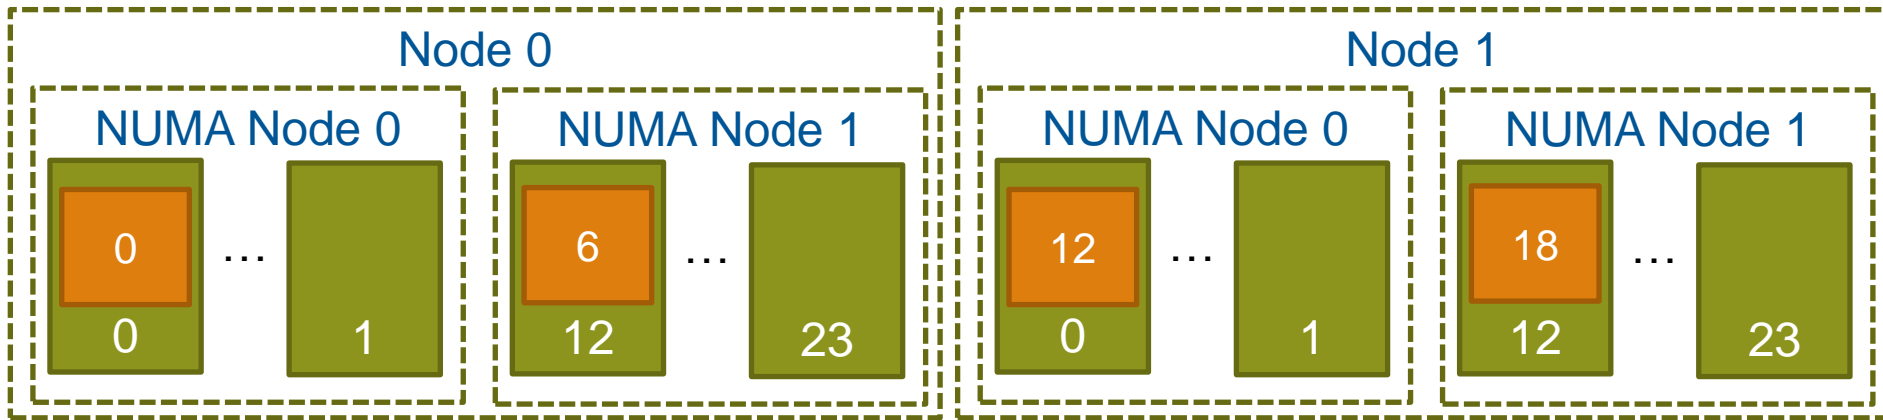 Node 0
Node 1
NUMA Node 0
NUMA Node 1
NUMA Node 0
NUMA Node 1
0 ... 6 ... 12 ... 18 ...
0 1 12 23 0 1 12 23